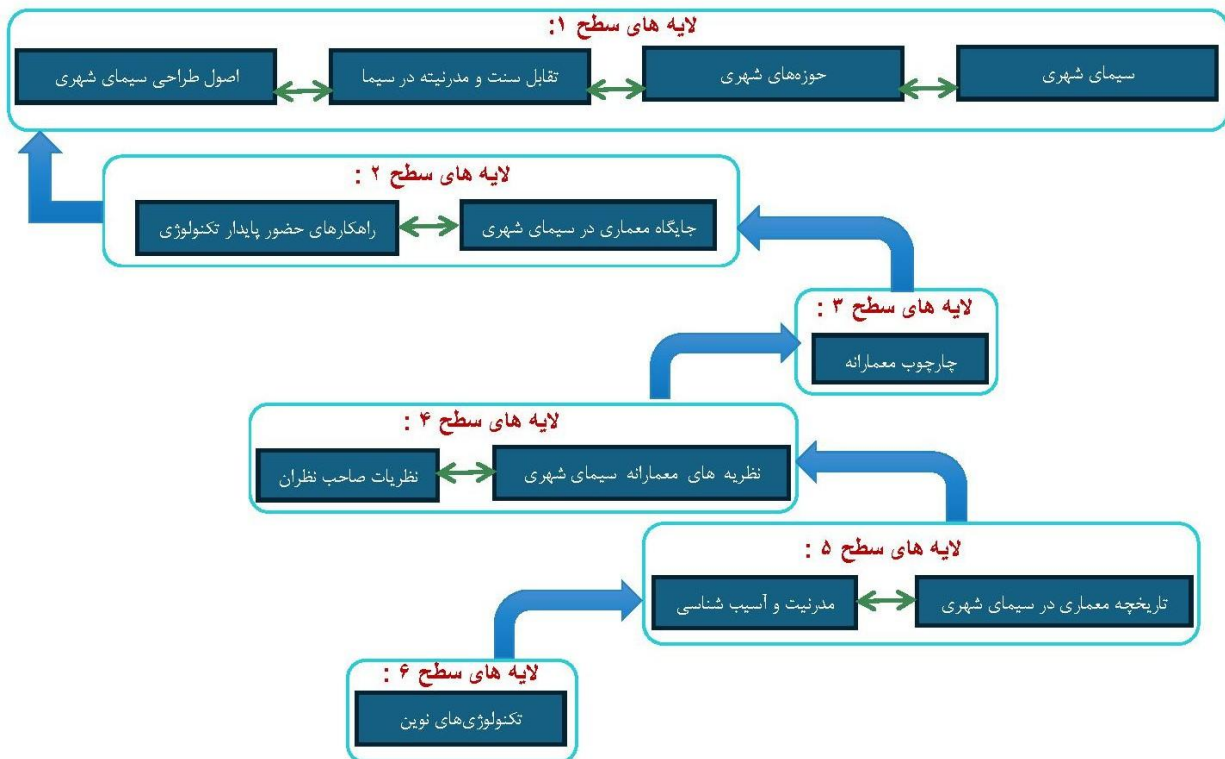 لایه های سطح ۱:
سیمای شهری
حوزه‌های شهری
تقابل سنت و مدرنیته در سیما
اصول طراحی سیمای شهری
لایه های سطح ۲ :
جایگاه معماری در سیمای شهری
راهکارهای حضور پایدار تکنولوژی
لایه های سطح ۳ :
چارچوب معمارانه
لایه های سطح ۴ :
نظریه های معمارانه سیمای شهری
نظریات صاحب نظران
لایه های سطح ۵ :
تاریخچه معماری در سیمای شهری
مدرنیت و آسیب شناسی
لایه های سطح ۶ :
تکنولوژی‌های نوین